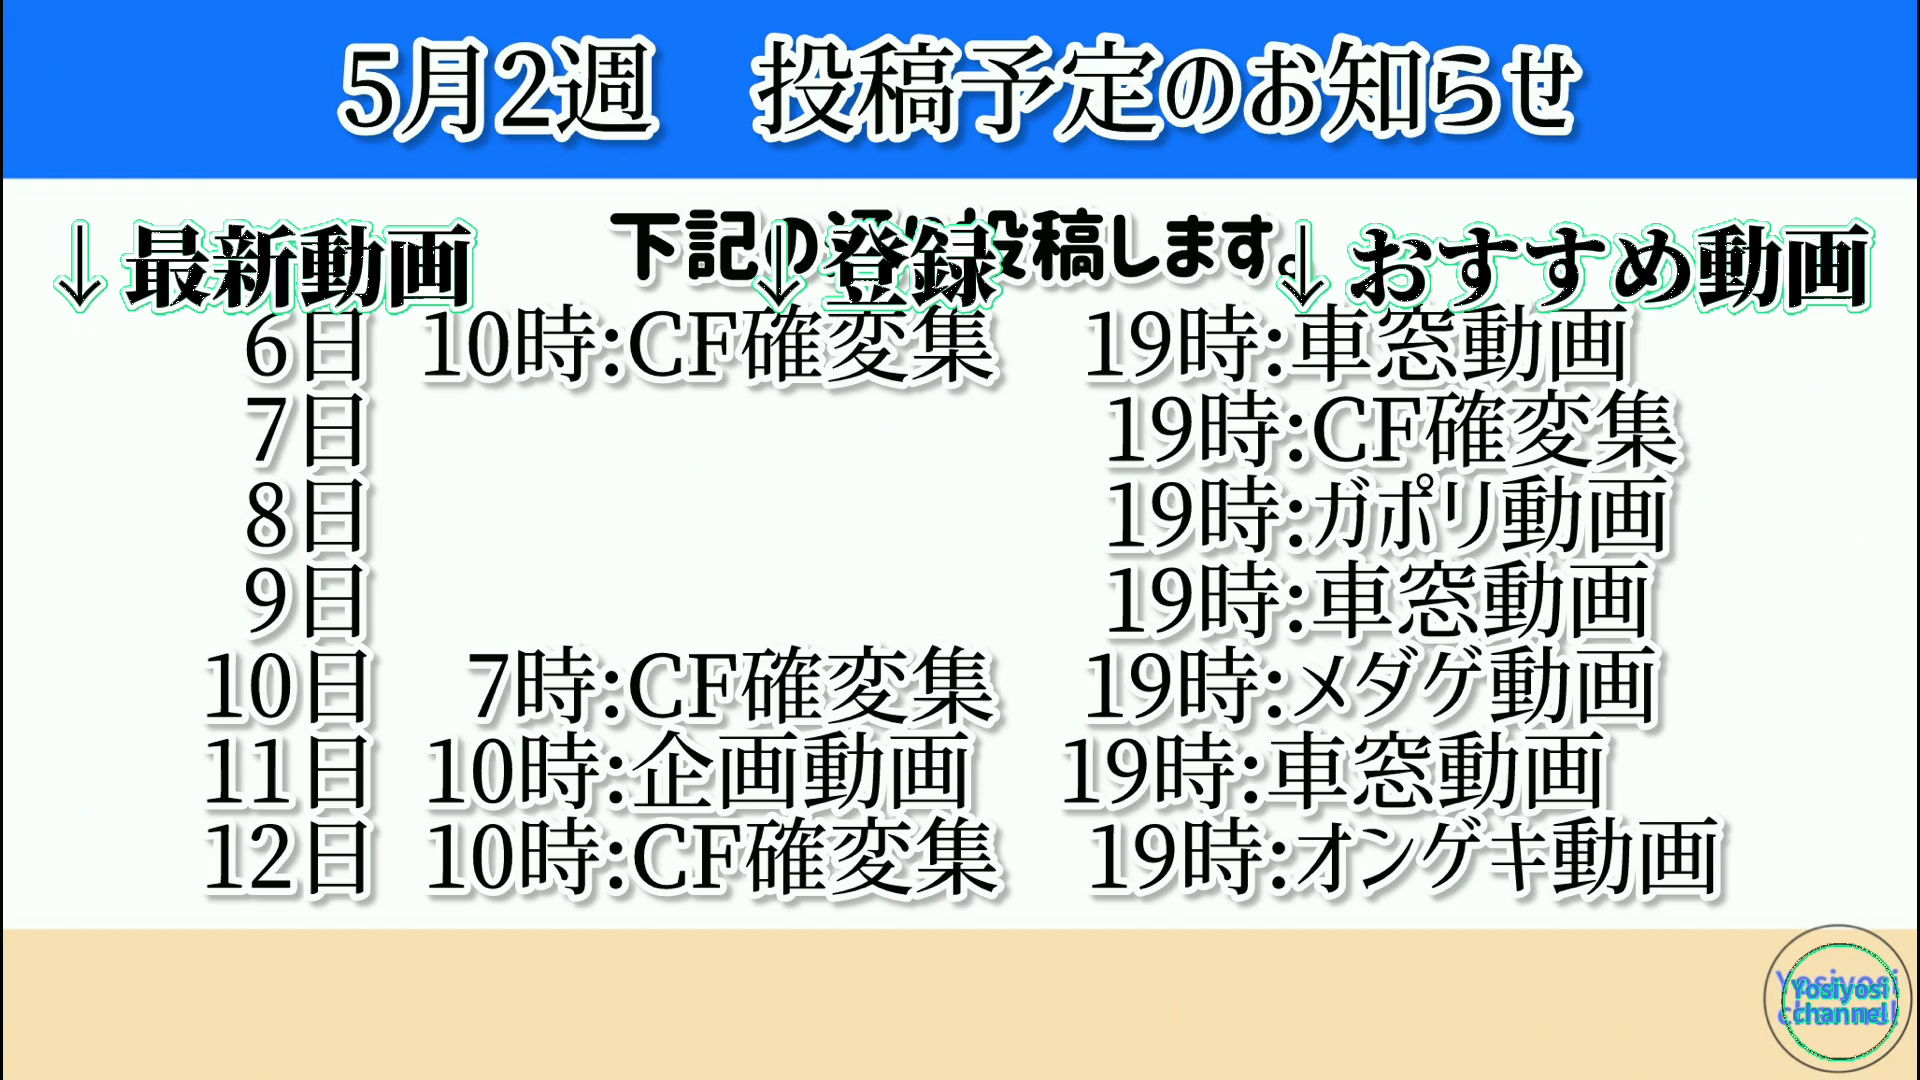 5月2週　投稿予定のお知らせ
下記の通り投稿します。
↓最新動画 ↓登録 ↓おすすめ動画
6日 10時:CF確変集 19時:車窓動画
7日 19時:CF確変集
8日 19時:ガポリ動画
9日 19時:車窓動画
10日 7時:CF確変集 19時:メダゲ動画
11日 10時:企画動画 19時:車窓動画
12日 10時:CF確変集 19時:オンゲキ動画
Yosiyosi
channel